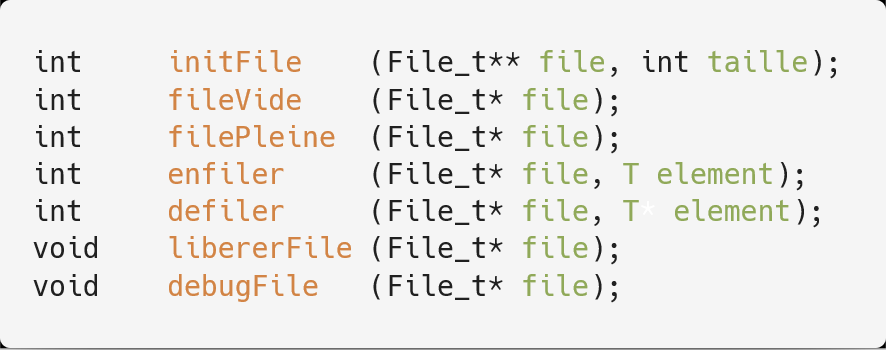 int     initFile    (File_t** file, int taille);
int     fileVide    (File_t* file);
int     filePleine  (File_t* file);
int     enfiler     (File_t* file, T element);
int     defiler     (File_t* file, T* element);
void    libererFile (File_t* file);
void    debugFile   (File_t* file);